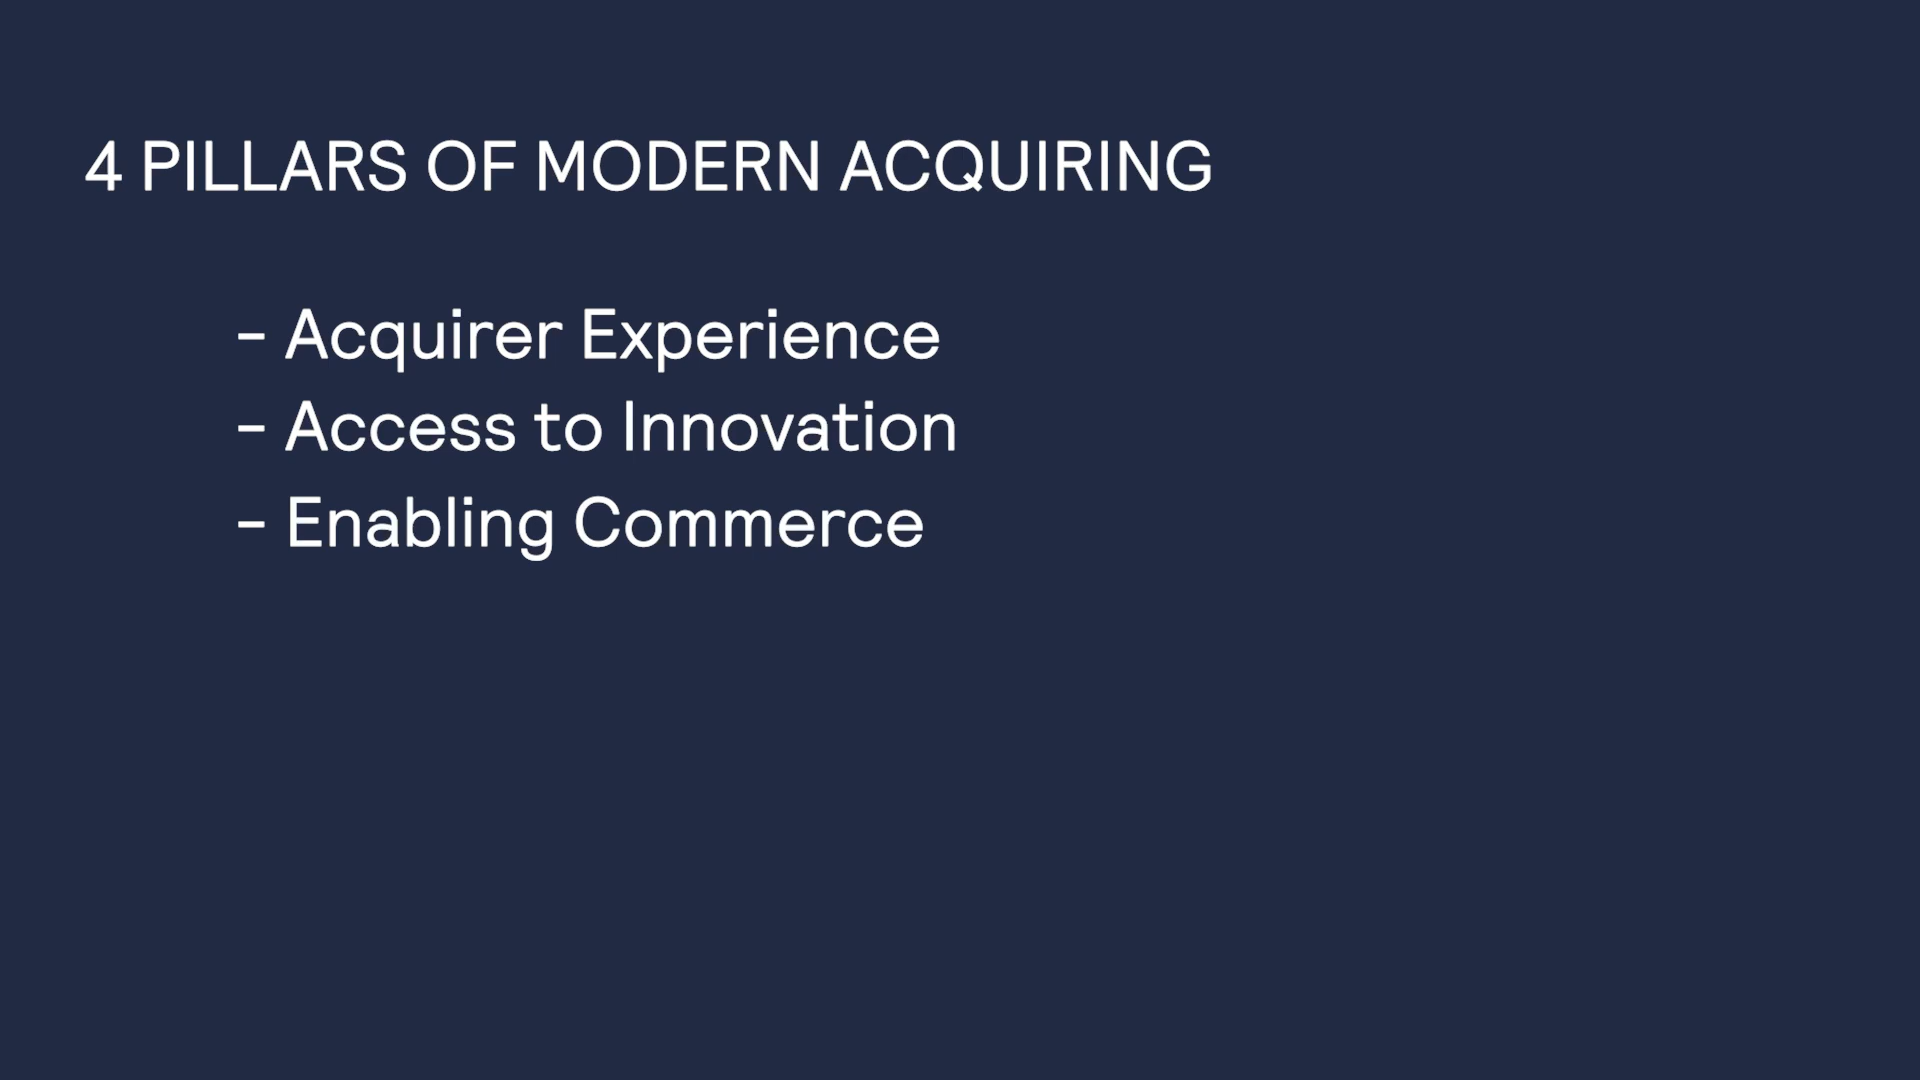 4 PILLARS OF MODERN ACQUIRING
- Acquirer Experience
- Access to Innovation
- Enabling Commerce